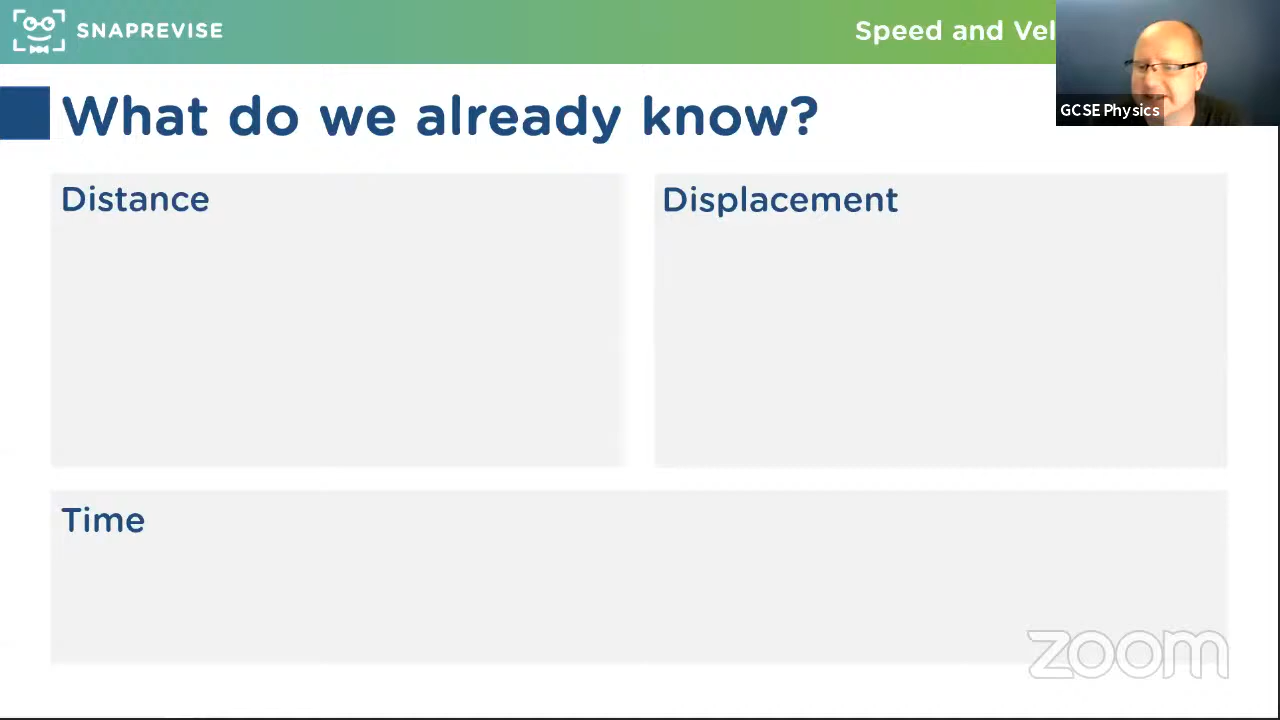 SNAPREVISE
Speed and Vel
GCSE Physics
What do we already know?
Distance
Displacement
Time
zoom